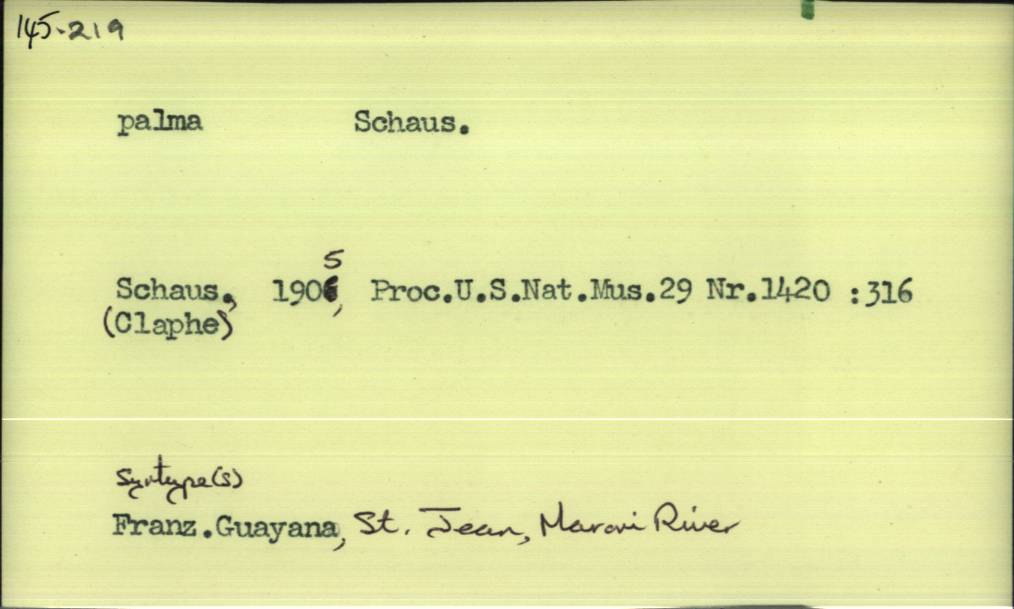 145-219
palma Schaus.
5
Schaus., 1906, Proc.U.S.Nat.Mus.29 Nr.1420 :316
(Claphe)
Syntype(s)
Franz.Guayana, St. Jean, Maroni River